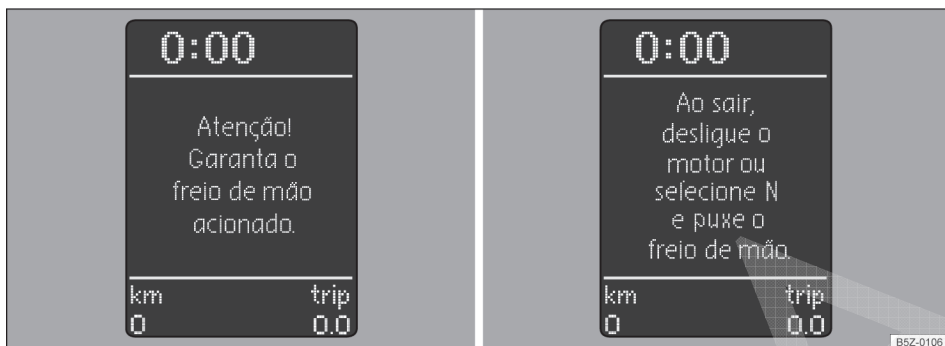 0:00
Atenção!
Garanta o
freio de mão
acionado.
km trip
0 0.0
0:00
Ao sair,
desligue o
motor ou
selecione N
e puxe o
freio de mão.
km trip
0 0.0
B5Z-0106